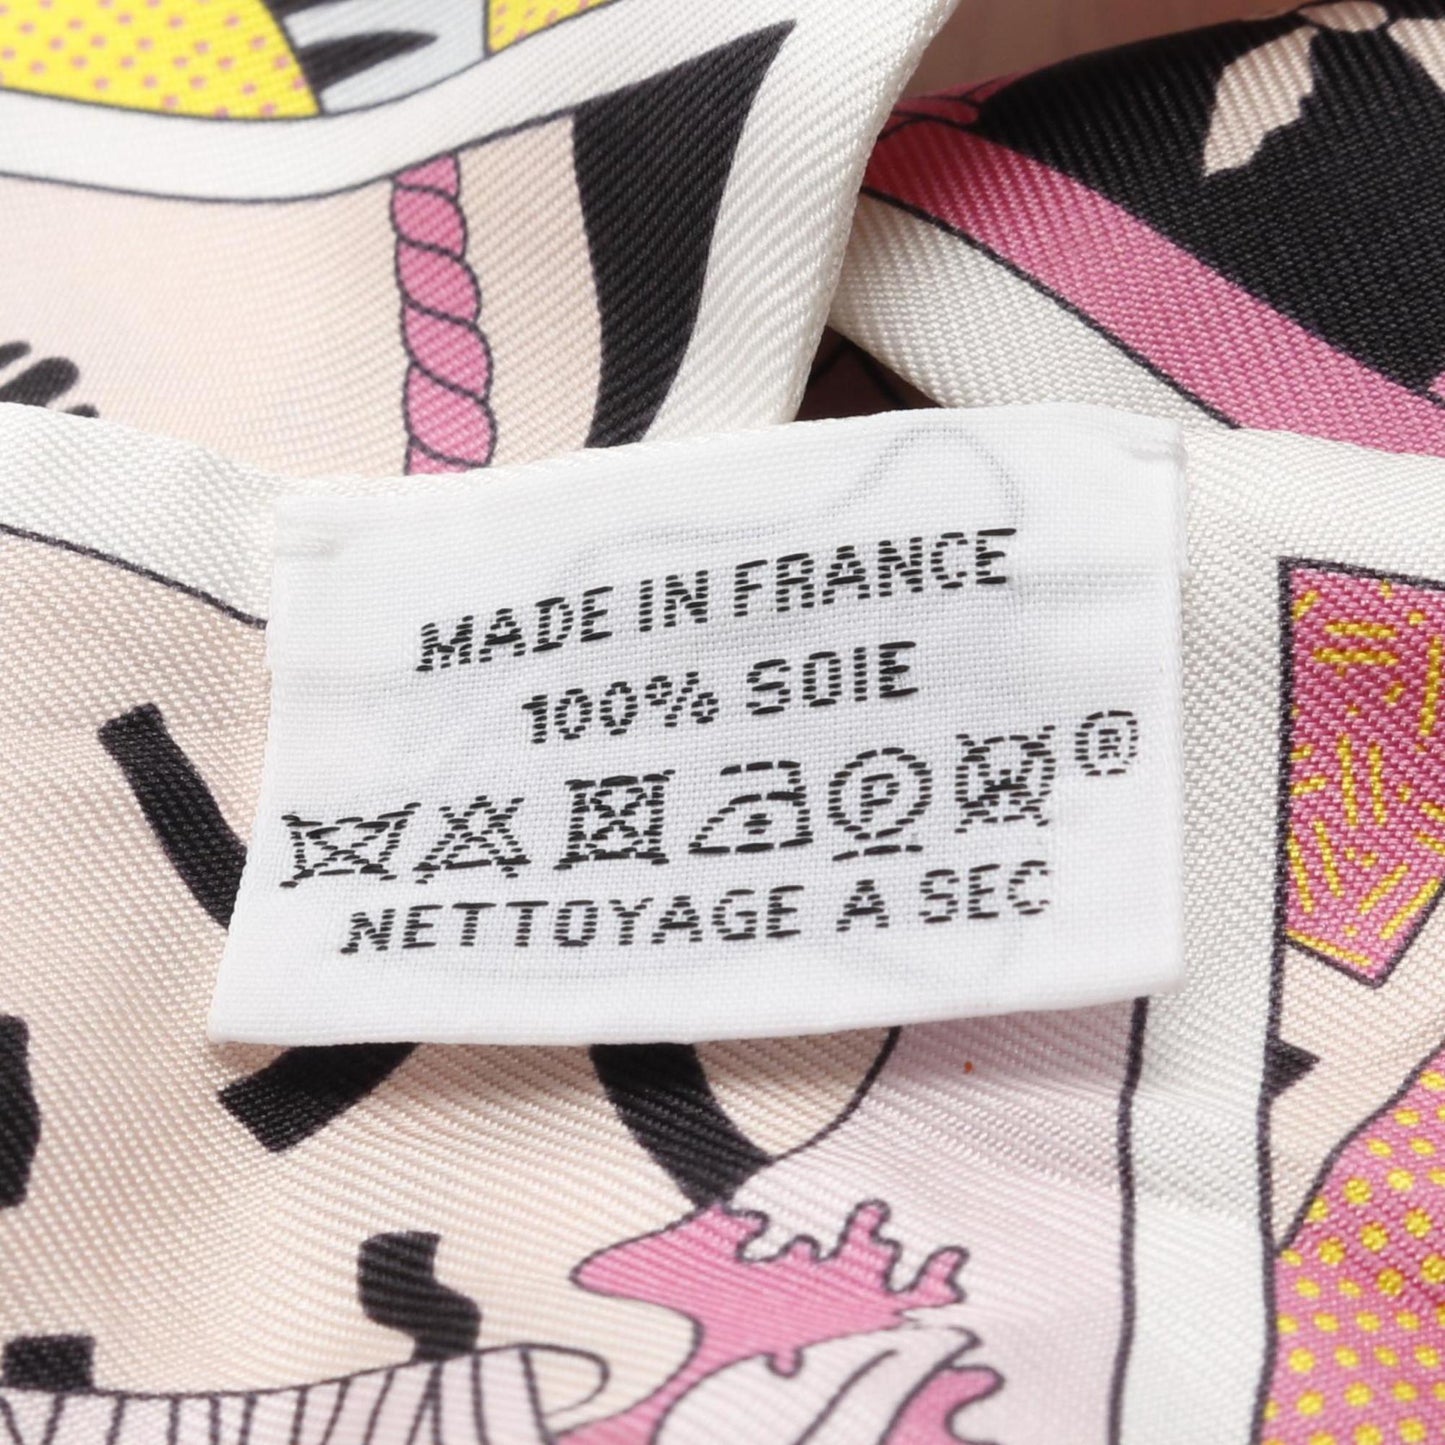 MADE IN FRANCE
100% SOIE
P ®
NETTOYAGE A SEC